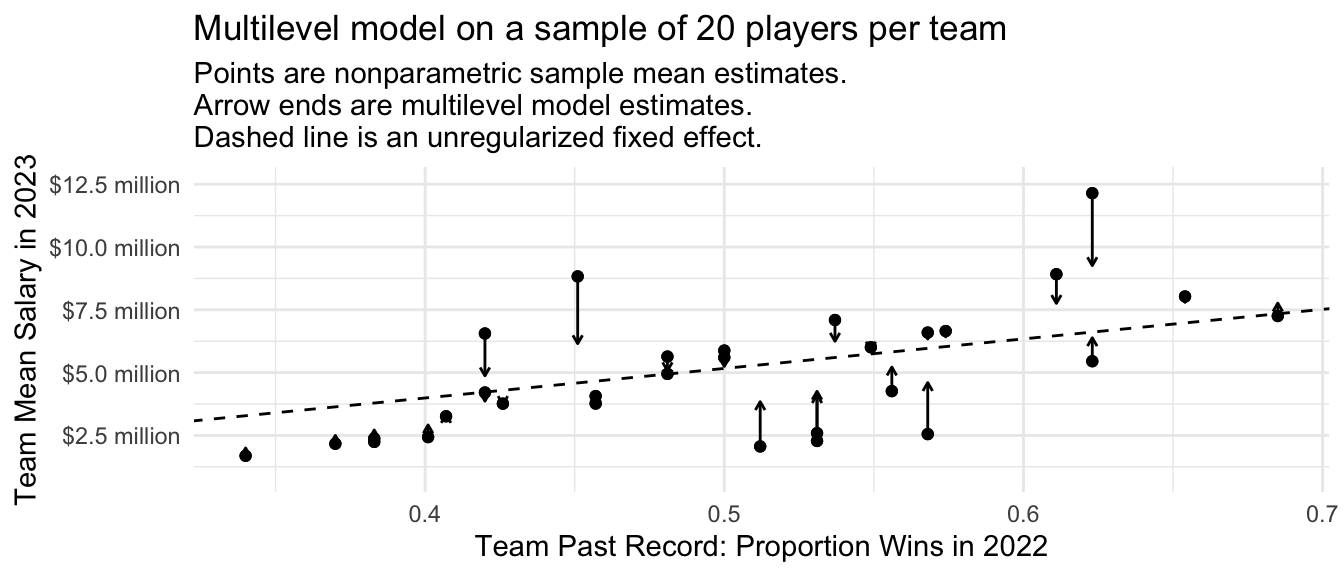 Multilevel model on a sample of 20 players per team
Points are nonparametric sample mean estimates.
Arrow ends are multilevel model estimates.
Dashed line is an unregularized fixed effect.
Team Mean Salary in 2023
$12.5 million
$10.0 million
$7.5 million
$5.0 million
$2.5 million
0.4
0.5
0.6
0.7
Team Past Record: Proportion Wins in 2022